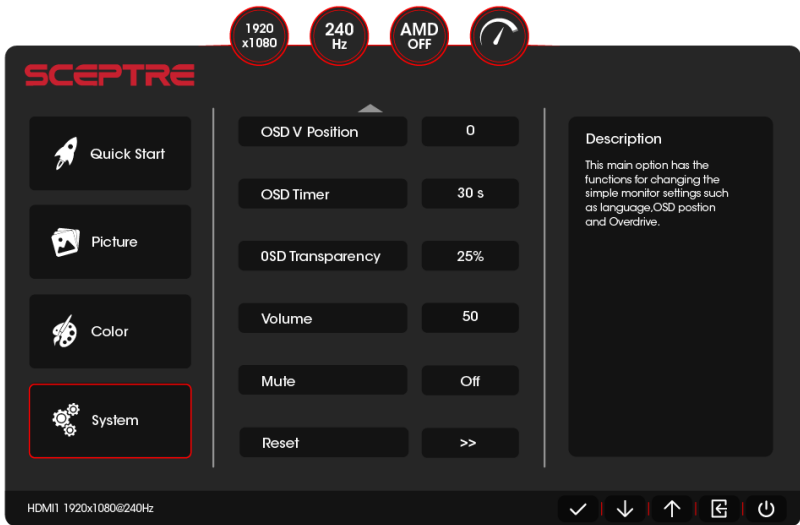 1920
x1080
240
Hz
AMD
OFF
SCEPTRE
Quick Start
Picture
Color
System
OSD V Position 0
OSD Timer 30 s
0SD Transparency 25%
Volume 50
Mute Off
Reset >>
Description
This main option has the
functions for changing the
simple monitor settings such
as language,OSD postion
and Overdrive.
HDMI1 1920x1080@240Hz